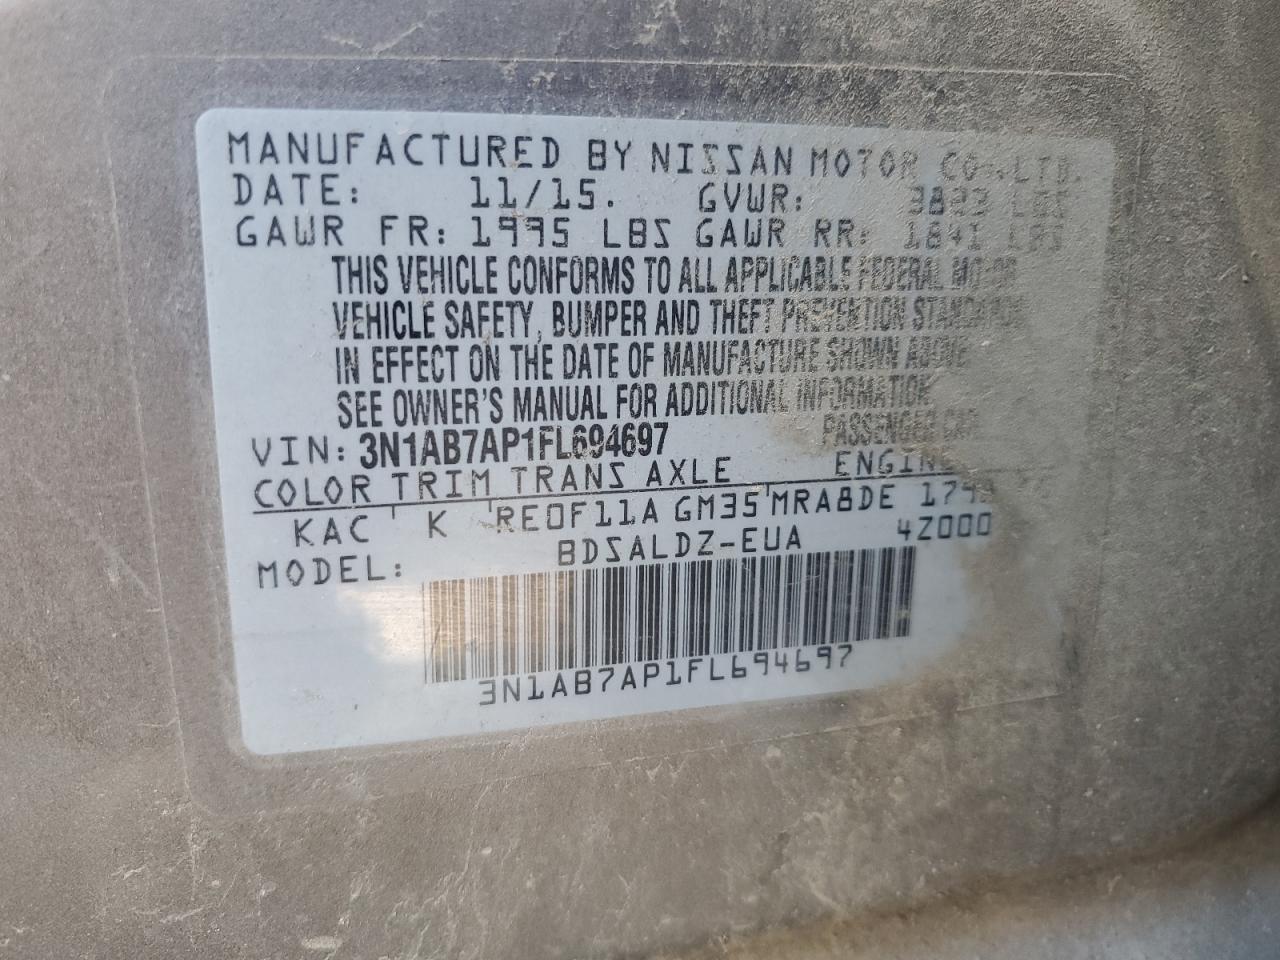 MANUFACTURED BY NISSAN MOTOR CO.,LTD.
DATE: 11/15. GVWR: LBS
GAWR FR: 1995 LBS GAWR RR: 1841 LBS
THIS VEHICLE CONFORMS TO ALL APPLICABLE FEDERAL MOTOR
VEHICLE SAFETY, BUMPER AND THEFT PREVENTION STANDARDS
IN EFFECT ON THE DATE OF MANUFACTURE SHOWN ABOVE
SEE OWNER'S MANUAL FOR ADDITIONAL INFORMATION
VIN: 3N1AB7AP1FL694697 PASSENGER CAR
COLOR TRIM TRANS AXLE ENGINE
KAC K RE0F11A GM35 MRA8DE
MODEL: BDSALDZ-EUA 4Z000
3N1AB7AP1FL694697